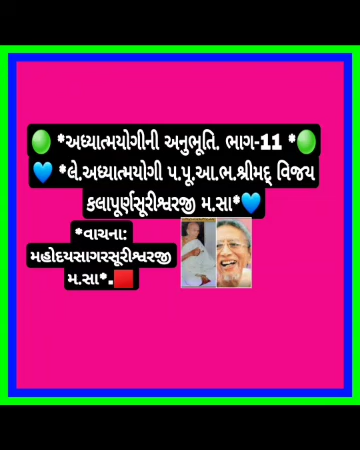 🟢 *અધ્યાત્મયોગીની અનુભૂતિ. ભાગ-11 *🟢
💙 *લે.અધ્યાત્મયોગી પ.પૂ.આ.ભ.શ્રીમદ્ વિજય
કલાપૂર્ણસૂરીશ્વરજી મ.સા*💙
*વાચના:
મહોદયસાગરસૂરીશ્વરજી
મ.સા*.🟥